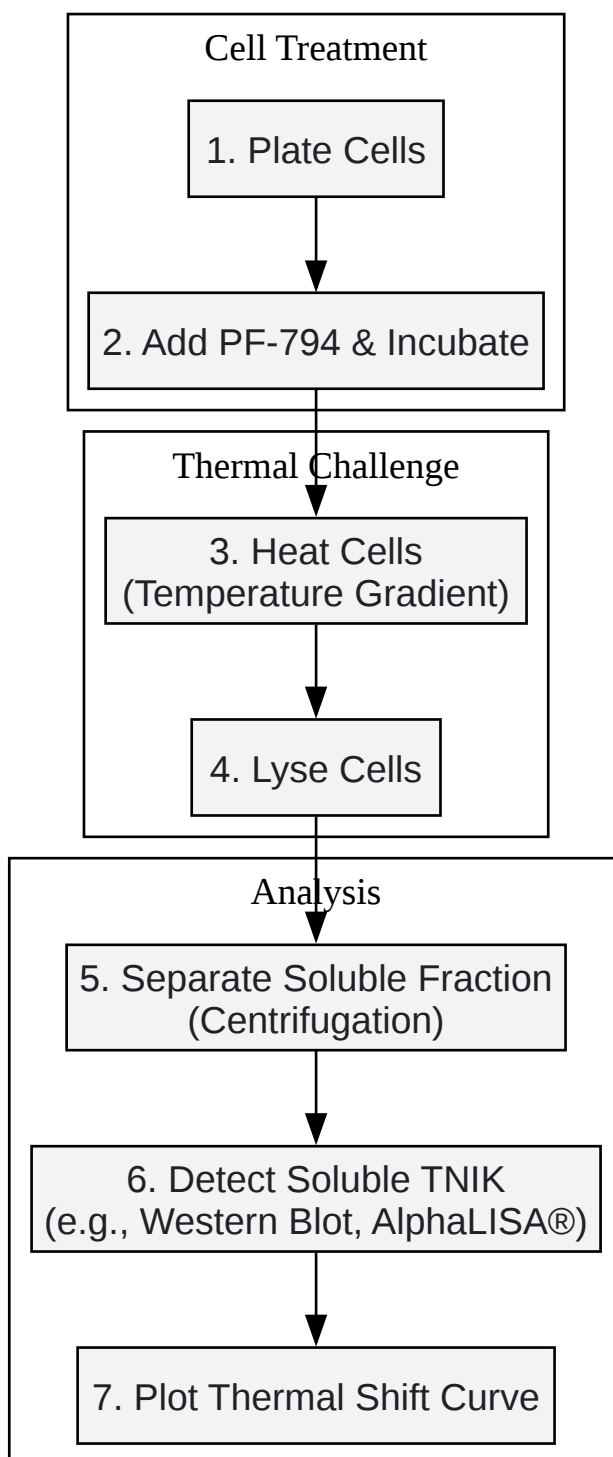 Cell Treatment
1. Plate Cells
2. Add PF-794 & Incubate
Thermal Challenge
3. Heat Cells
(Temperature Gradient)
4. Lyse Cells
Analysis
5. Separate Soluble Fraction
(Centrifugation)
6. Detect Soluble TNIK
(e.g., Western Blot, AlphaLISA®)
7. Plot Thermal Shift Curve